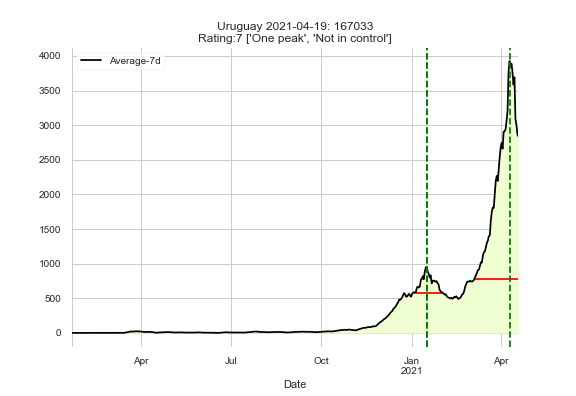 Uruguay 2021-04-19: 167033
Rating:7 ['One peak', 'Not in control']
Average-7d
4000
3500
3000
2500
2000
1500
1000
500
0
Apr
Jul
Oct
Jan
2021
Apr
Date